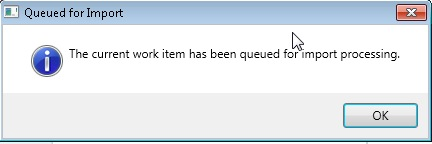 Queued for Import
The current work item has been queued for import processing.
OK